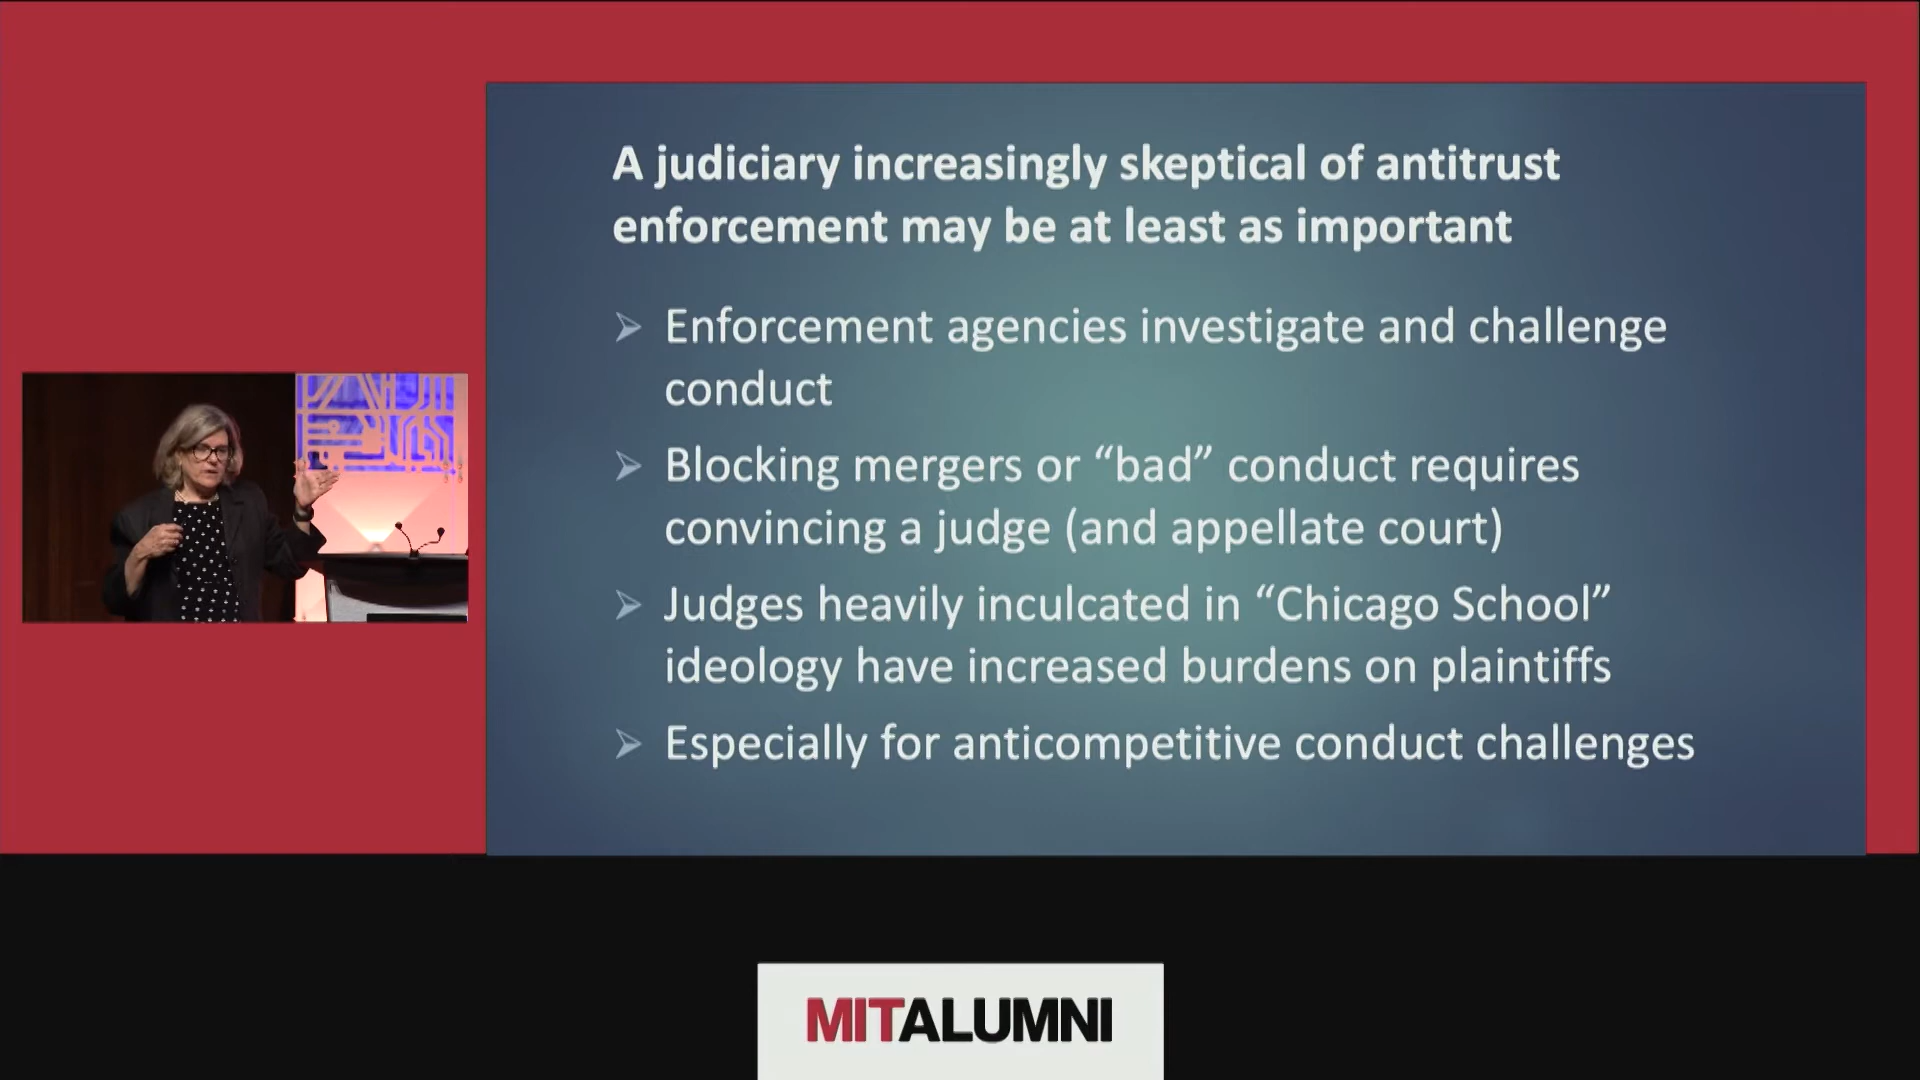 A judiciary increasingly skeptical of antitrust
enforcement may be at least as important
Enforcement agencies investigate and challenge
conduct
Blocking mergers or “bad” conduct requires
convincing a judge (and appellate court)
Judges heavily inculcated in “Chicago School”
ideology have increased burdens on plaintiffs
Especially for anticompetitive conduct challenges
MITALUMNI